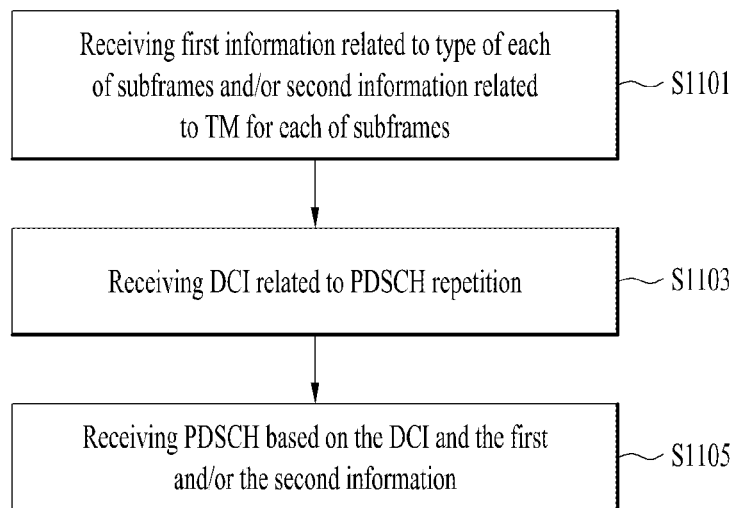 Receiving first information related to type of each
of subframes and/or second information related
to TM for each of subframes
S1101
Receiving DCI related to PDSCH repetition
S1103
Receiving PDSCH based on the DCI and the first
and/or the second information
S1105